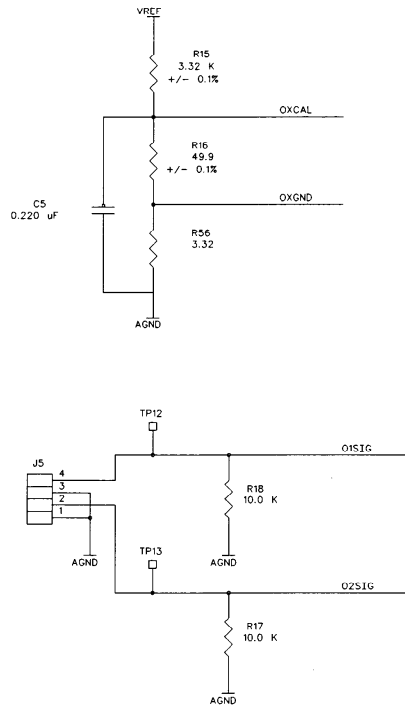 VREF
R15
3.32 K
+/- 0.1%
OXCAL
R16
49.9
+/- 0.1%
OXGND
C5
0.220 uF
R56
3.32
AGND
TP12
O1SIG
J5
4
3
2
1
R18
10.0 K
AGND
AGND
TP13
O2SIG
R17
10.0 K
AGND